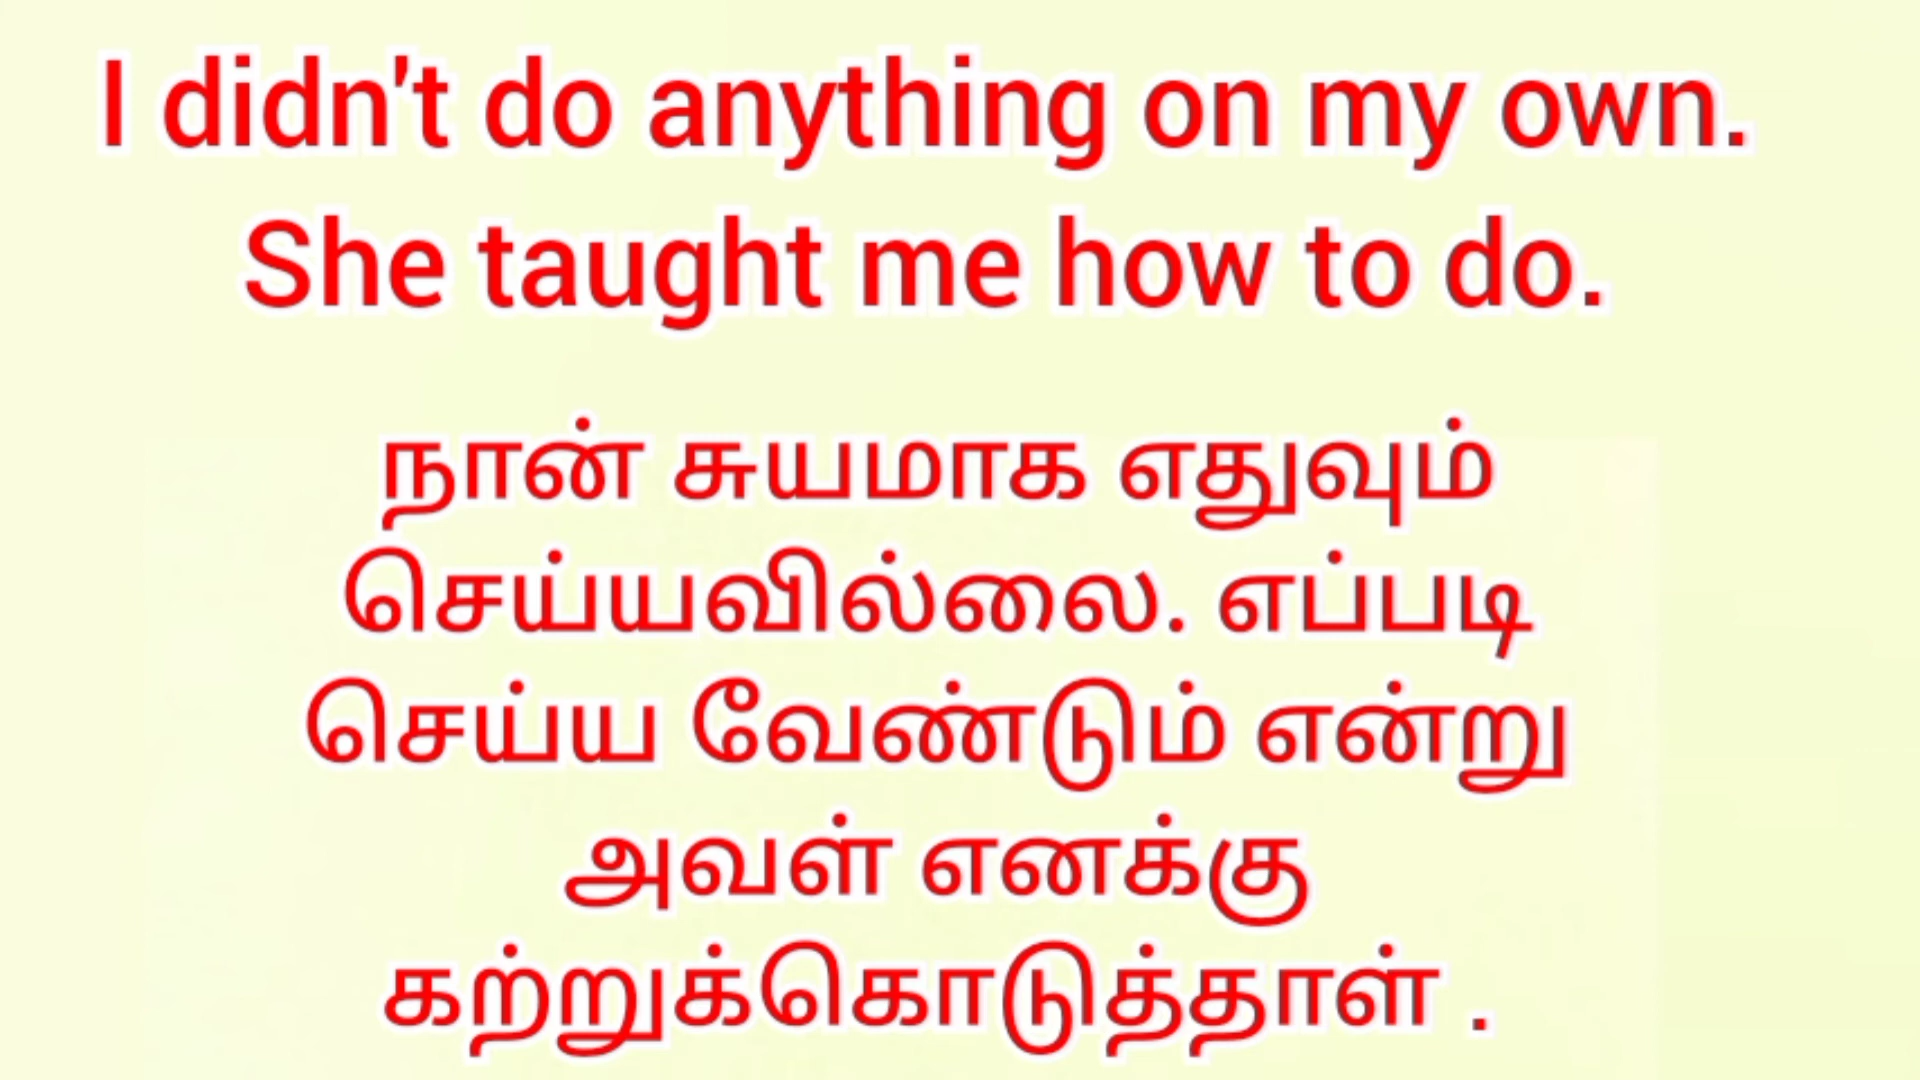 I didn't do anything on my own.
She taught me how to do.
நான் சுயமாக எதுவும்
செய்யவில்லை. எப்படி
செய்ய வேண்டும் என்று
அவள் எனக்கு
கற்றுக்கொடுத்தாள் .